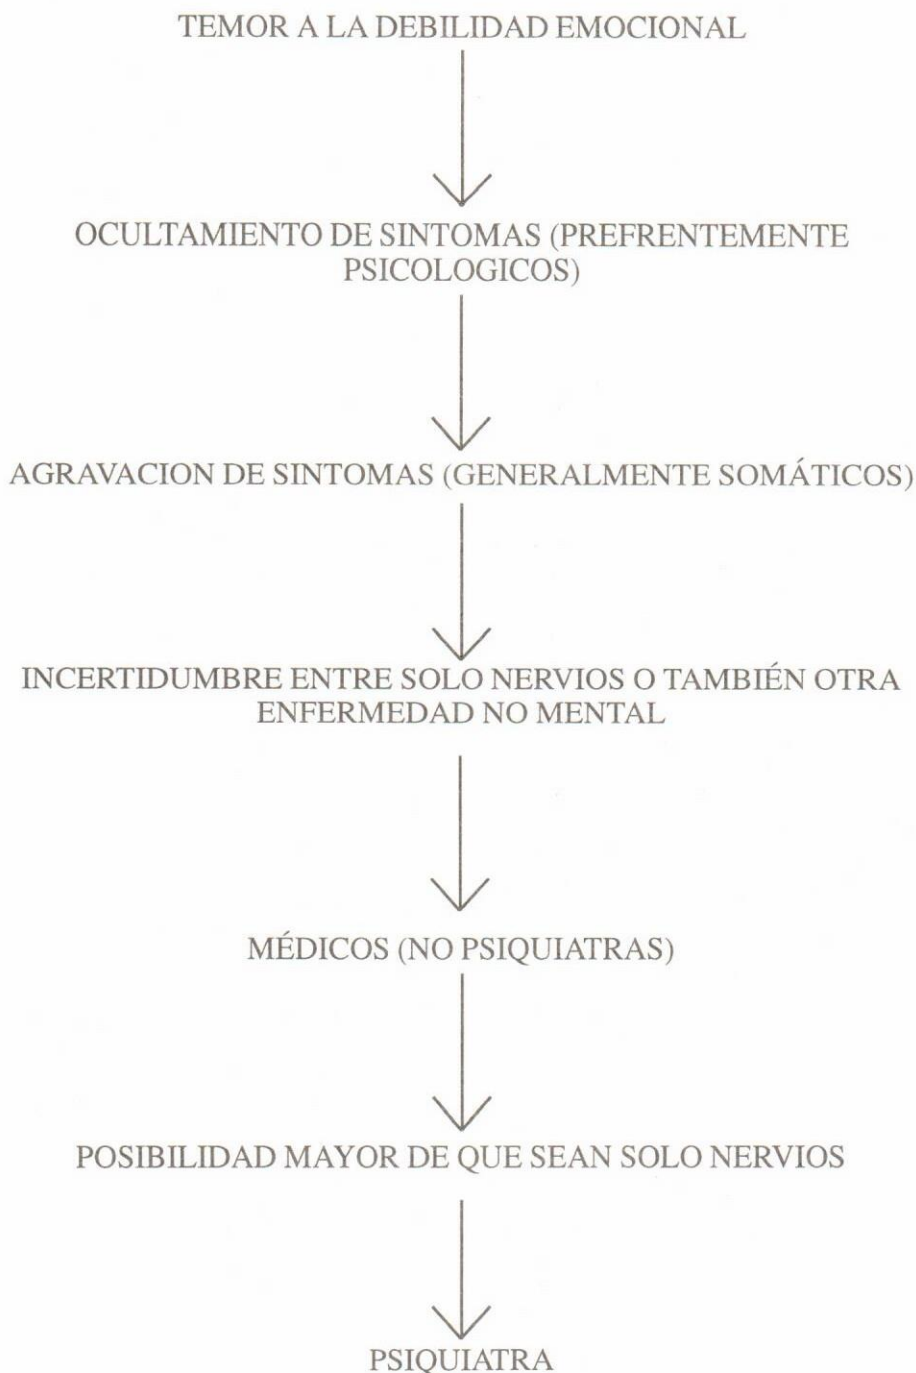 TEMOR A LA DEBILIDAD EMOCIONAL
OCULTAMIENTO DE SINTOMAS (PREFRENTEMENTE
PSICOLOGICOS)
AGRAVACION DE SINTOMAS (GENERALMENTE SOMÁTICOS)
INCERTIDUMBRE ENTRE SOLO NERVIOS O TAMBIÉN OTRA
ENFERMEDAD NO MENTAL
MÉDICOS (NO PSIQUIATRAS)
POSIBILIDAD MAYOR DE QUE SEAN SOLO NERVIOS
PSIQUIATRA